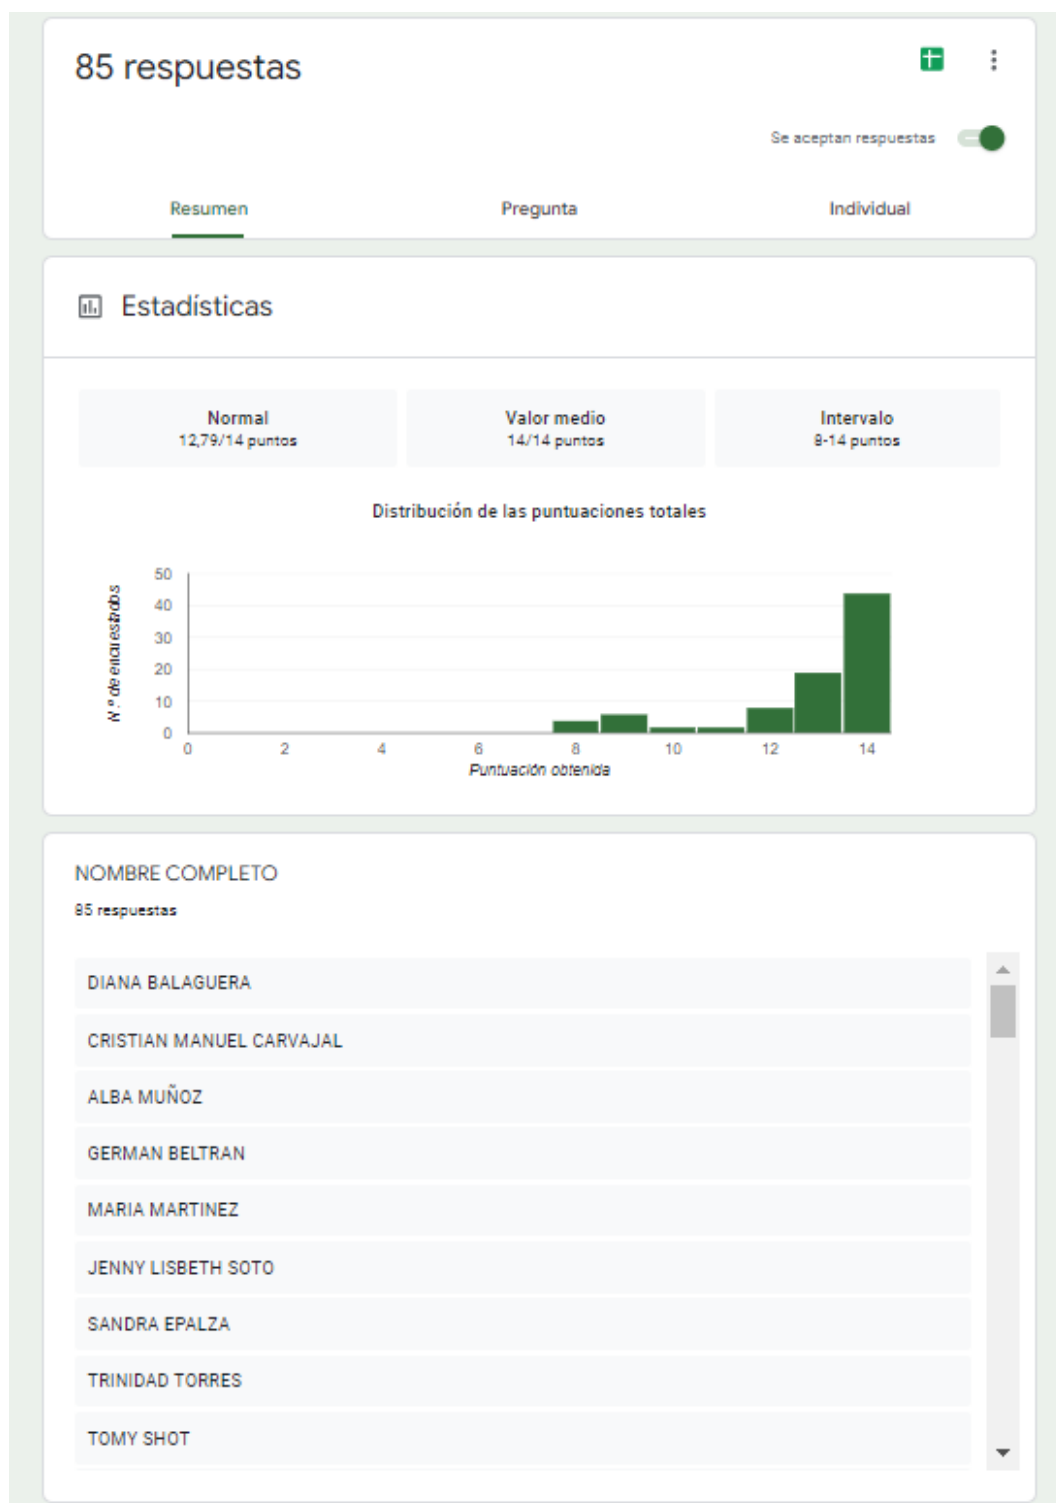 85 respuestas
Se aceptan respuestas
Resumen Pregunta Individual
Estadísticas
Normal Valor medio Intervalo
12,79/14 puntos 14/14 puntos 8-14 puntos
Distribución de las puntuaciones totales
N.º de encuestados
50
40
30
20
10
0
0 2 4 6 8 10 12 14
Puntuación obtenida
NOMBRE COMPLETO
85 respuestas
DIANA BALAGUERA
CRISTIAN MANUEL CARVAJAL
ALBA MUÑOZ
GERMAN BELTRAN
MARIA MARTINEZ
JENNY LISBETH SOTO
SANDRA EPALZA
TRINIDAD TORRES
TOMY SHOT